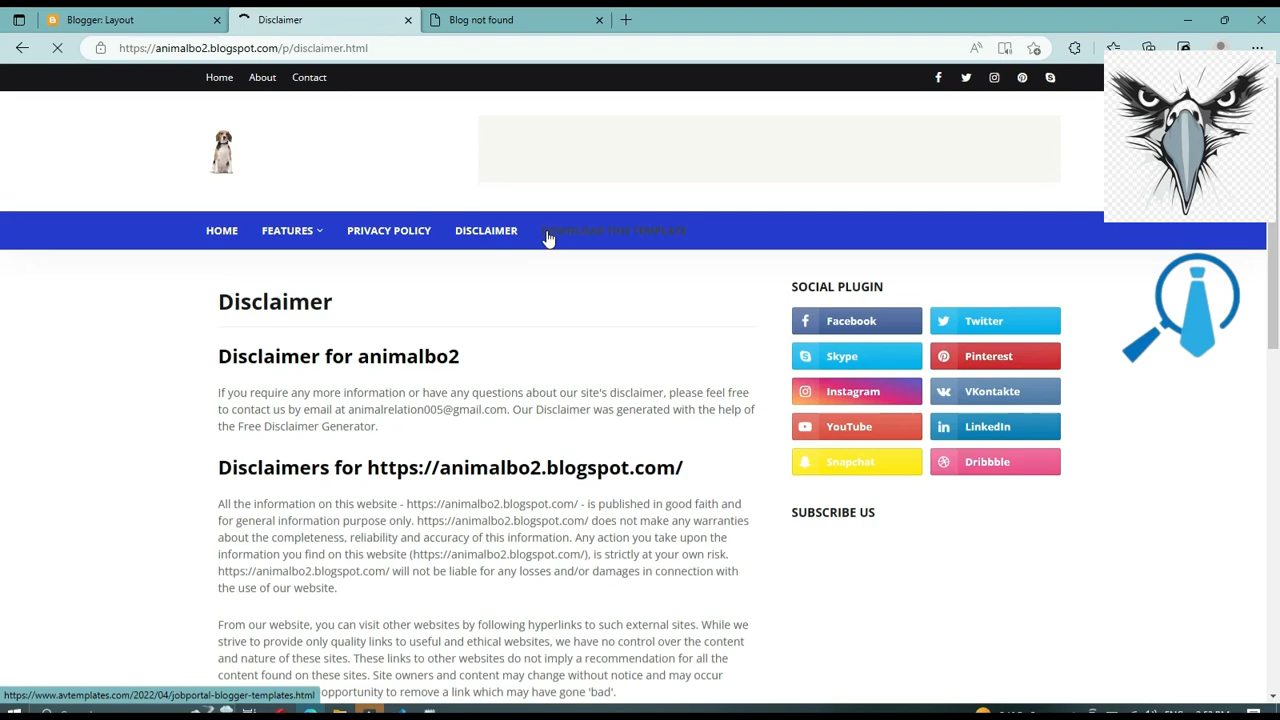 Blogger: Layout
Disclaimer
Blog not found
https://animalbo2.blogspot.com/p/disclaimer.html
Home About Contact
HOME FEATURES PRIVACY POLICY DISCLAIMER DOWNLOAD THIS TEMPLATE
Disclaimer
Disclaimer for animalbo2
If you require any more information or have any questions about our site's disclaimer, please feel free
to contact us by email at animalrelation005@gmail.com. Our Disclaimer was generated with the help of
the Free Disclaimer Generator.
Disclaimers for https://animalbo2.blogspot.com/
All the information on this website - https://animalbo2.blogspot.com/ - is published in good faith and
for general information purpose only. https://animalbo2.blogspot.com/ does not make any warranties
about the completeness, reliability and accuracy of this information. Any action you take upon the
information you find on this website (https://animalbo2.blogspot.com/), is strictly at your own risk.
https://animalbo2.blogspot.com/ will not be liable for any losses and/or damages in connection with
the use of our website.
From our website, you can visit other websites by following hyperlinks to such external sites. While we
strive to provide only quality links to useful and ethical websites, we have no control over the content
and nature of these sites. These links to other websites do not imply a recommendation for all the
content found on these sites. Site owners and content may change without notice and may occur
opportunity to remove a link which may have gone 'bad'.
SOCIAL PLUGIN
Facebook Twitter
Skype Pinterest
Instagram VKontakte
YouTube LinkedIn
Snapchat Dribbble
SUBSCRIBE US
https://www.avtemplates.com/2022/04/jobportal-blogger-templates.html